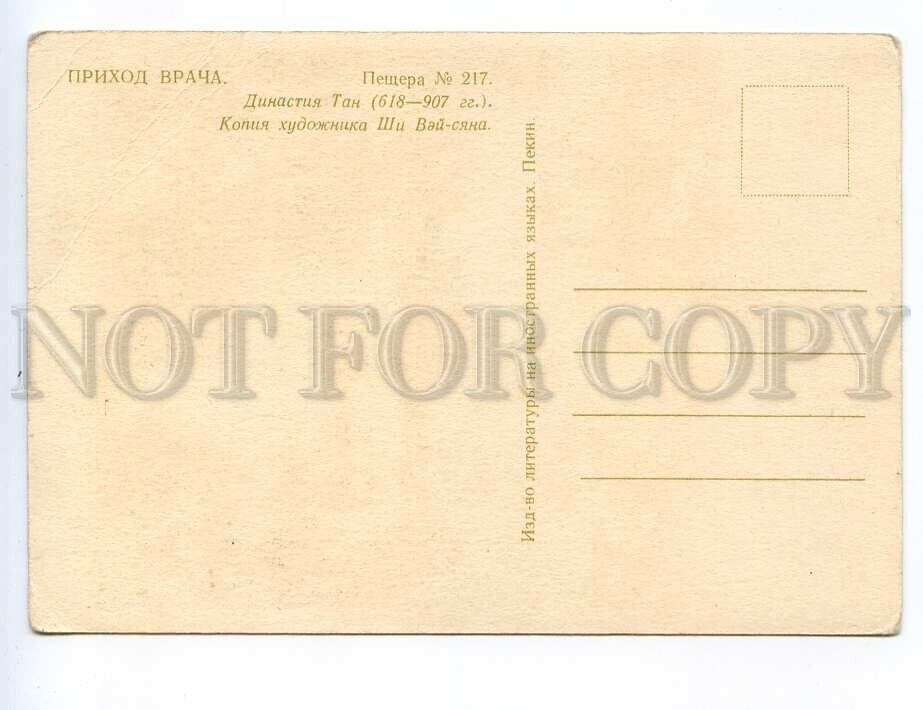 ПРИХОД ВРАЧА. Пещера № 217.
Династия Тан (618—907 гг.).
Копия художника Ши Вэй-сяна.
Изд-во литературы на иностранных языках. Пекин.
NOT FOR COPY